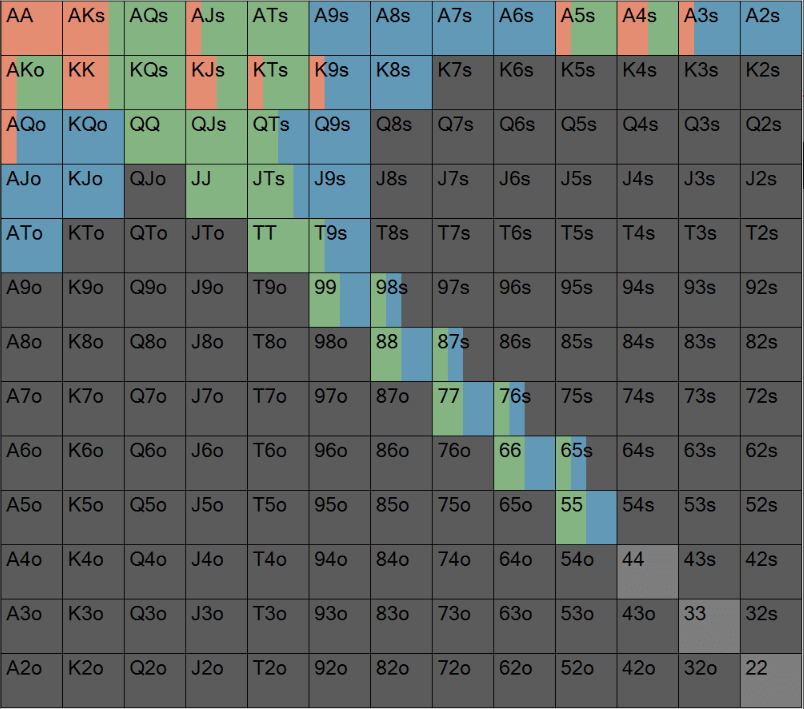 AA AKs AQs AJs ATs A9s A8s A7s A6s A5s A4s A3s A2s
AKo KK KQs KJs KTs K9s K8s K7s K6s K5s K4s K3s K2s
AQo KQo QQ QJs QTs Q9s Q8s Q7s Q6s Q5s Q4s Q3s Q2s
AJo KJo QJo JJ JTs J9s J8s J7s J6s J5s J4s J3s J2s
ATo KTo QTo JTo TT T9s T8s T7s T6s T5s T4s T3s T2s
A9o K9o Q9o J9o T9o 99 98s 97s 96s 95s 94s 93s 92s
A8o K8o Q8o J8o T8o 98o 88 87s 86s 85s 84s 83s 82s
A7o K7o Q7o J7o T7o 97o 87o 77 76s 75s 74s 73s 72s
A6o K6o Q6o J6o T6o 96o 86o 76o 66 65s 64s 63s 62s
A5o K5o Q5o J5o T5o 95o 85o 75o 65o 55 54s 53s 52s
A4o K4o Q4o J4o T4o 94o 84o 74o 64o 54o 44 43s 42s
A3o K3o Q3o J3o T3o 93o 83o 73o 63o 53o 43o 33 32s
A2o K2o Q2o J2o T2o 92o 82o 72o 62o 52o 42o 32o 22